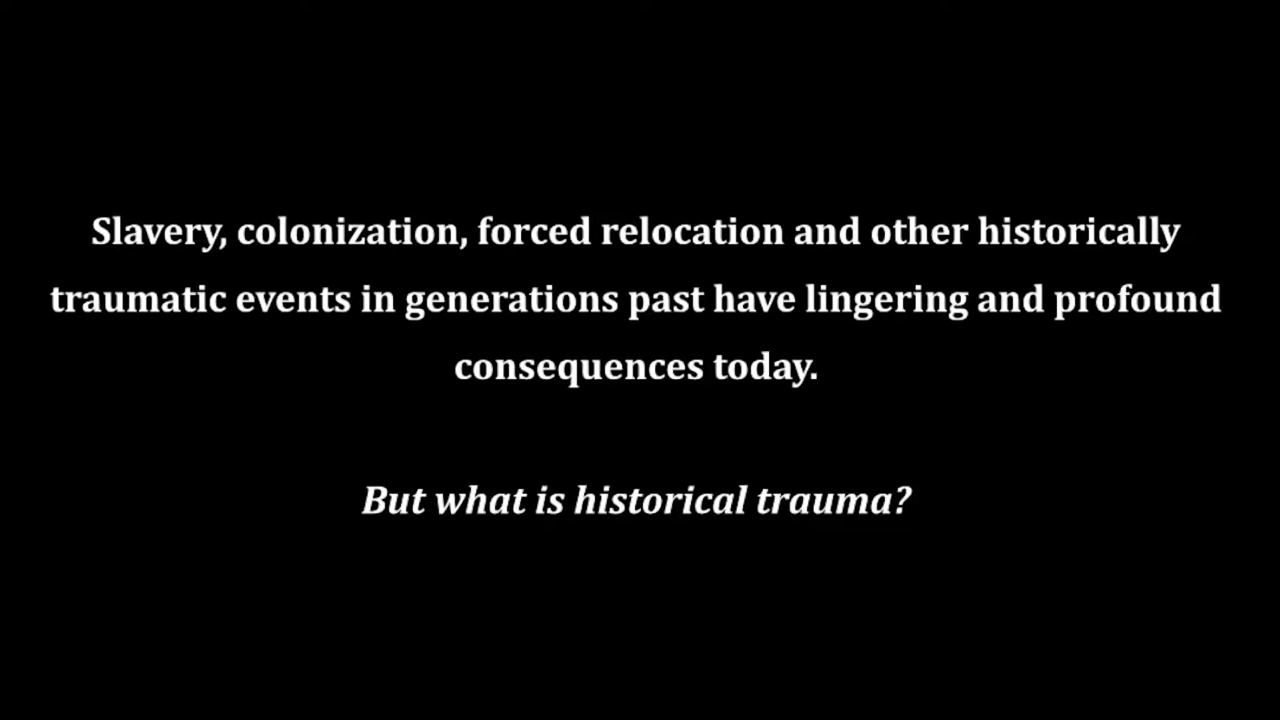 Slavery, colonization, forced relocation and other historically
traumatic events in generations past have lingering and profound
consequences today.
But what is historical trauma?